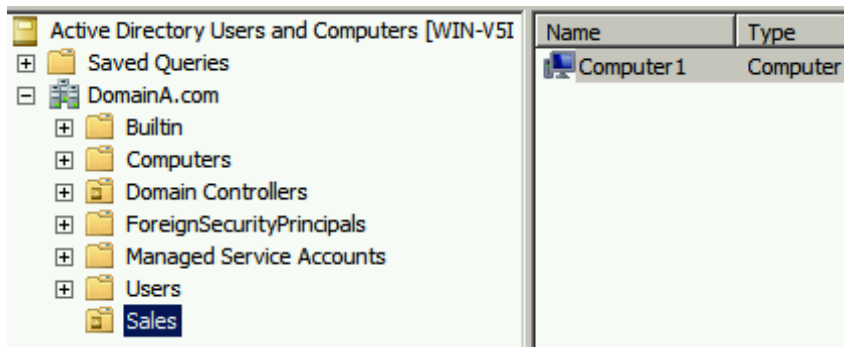 Active Directory Users and Computers [WIN-V5I
Saved Queries
DomainA.com
Builtin
Computers
Domain Controllers
ForeignSecurityPrincipals
Managed Service Accounts
Users
Sales
Name Type
Computer1 Computer